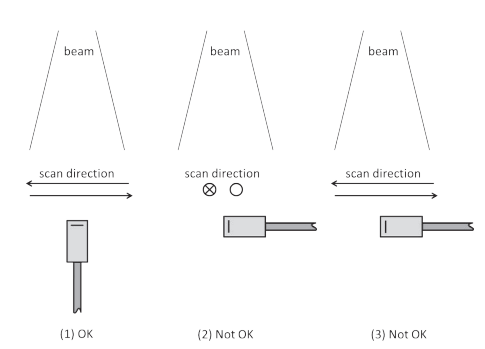 beam
beam
beam
scan direction
scan direction
scan direction
(1) OK
(2) Not OK
(3) Not OK